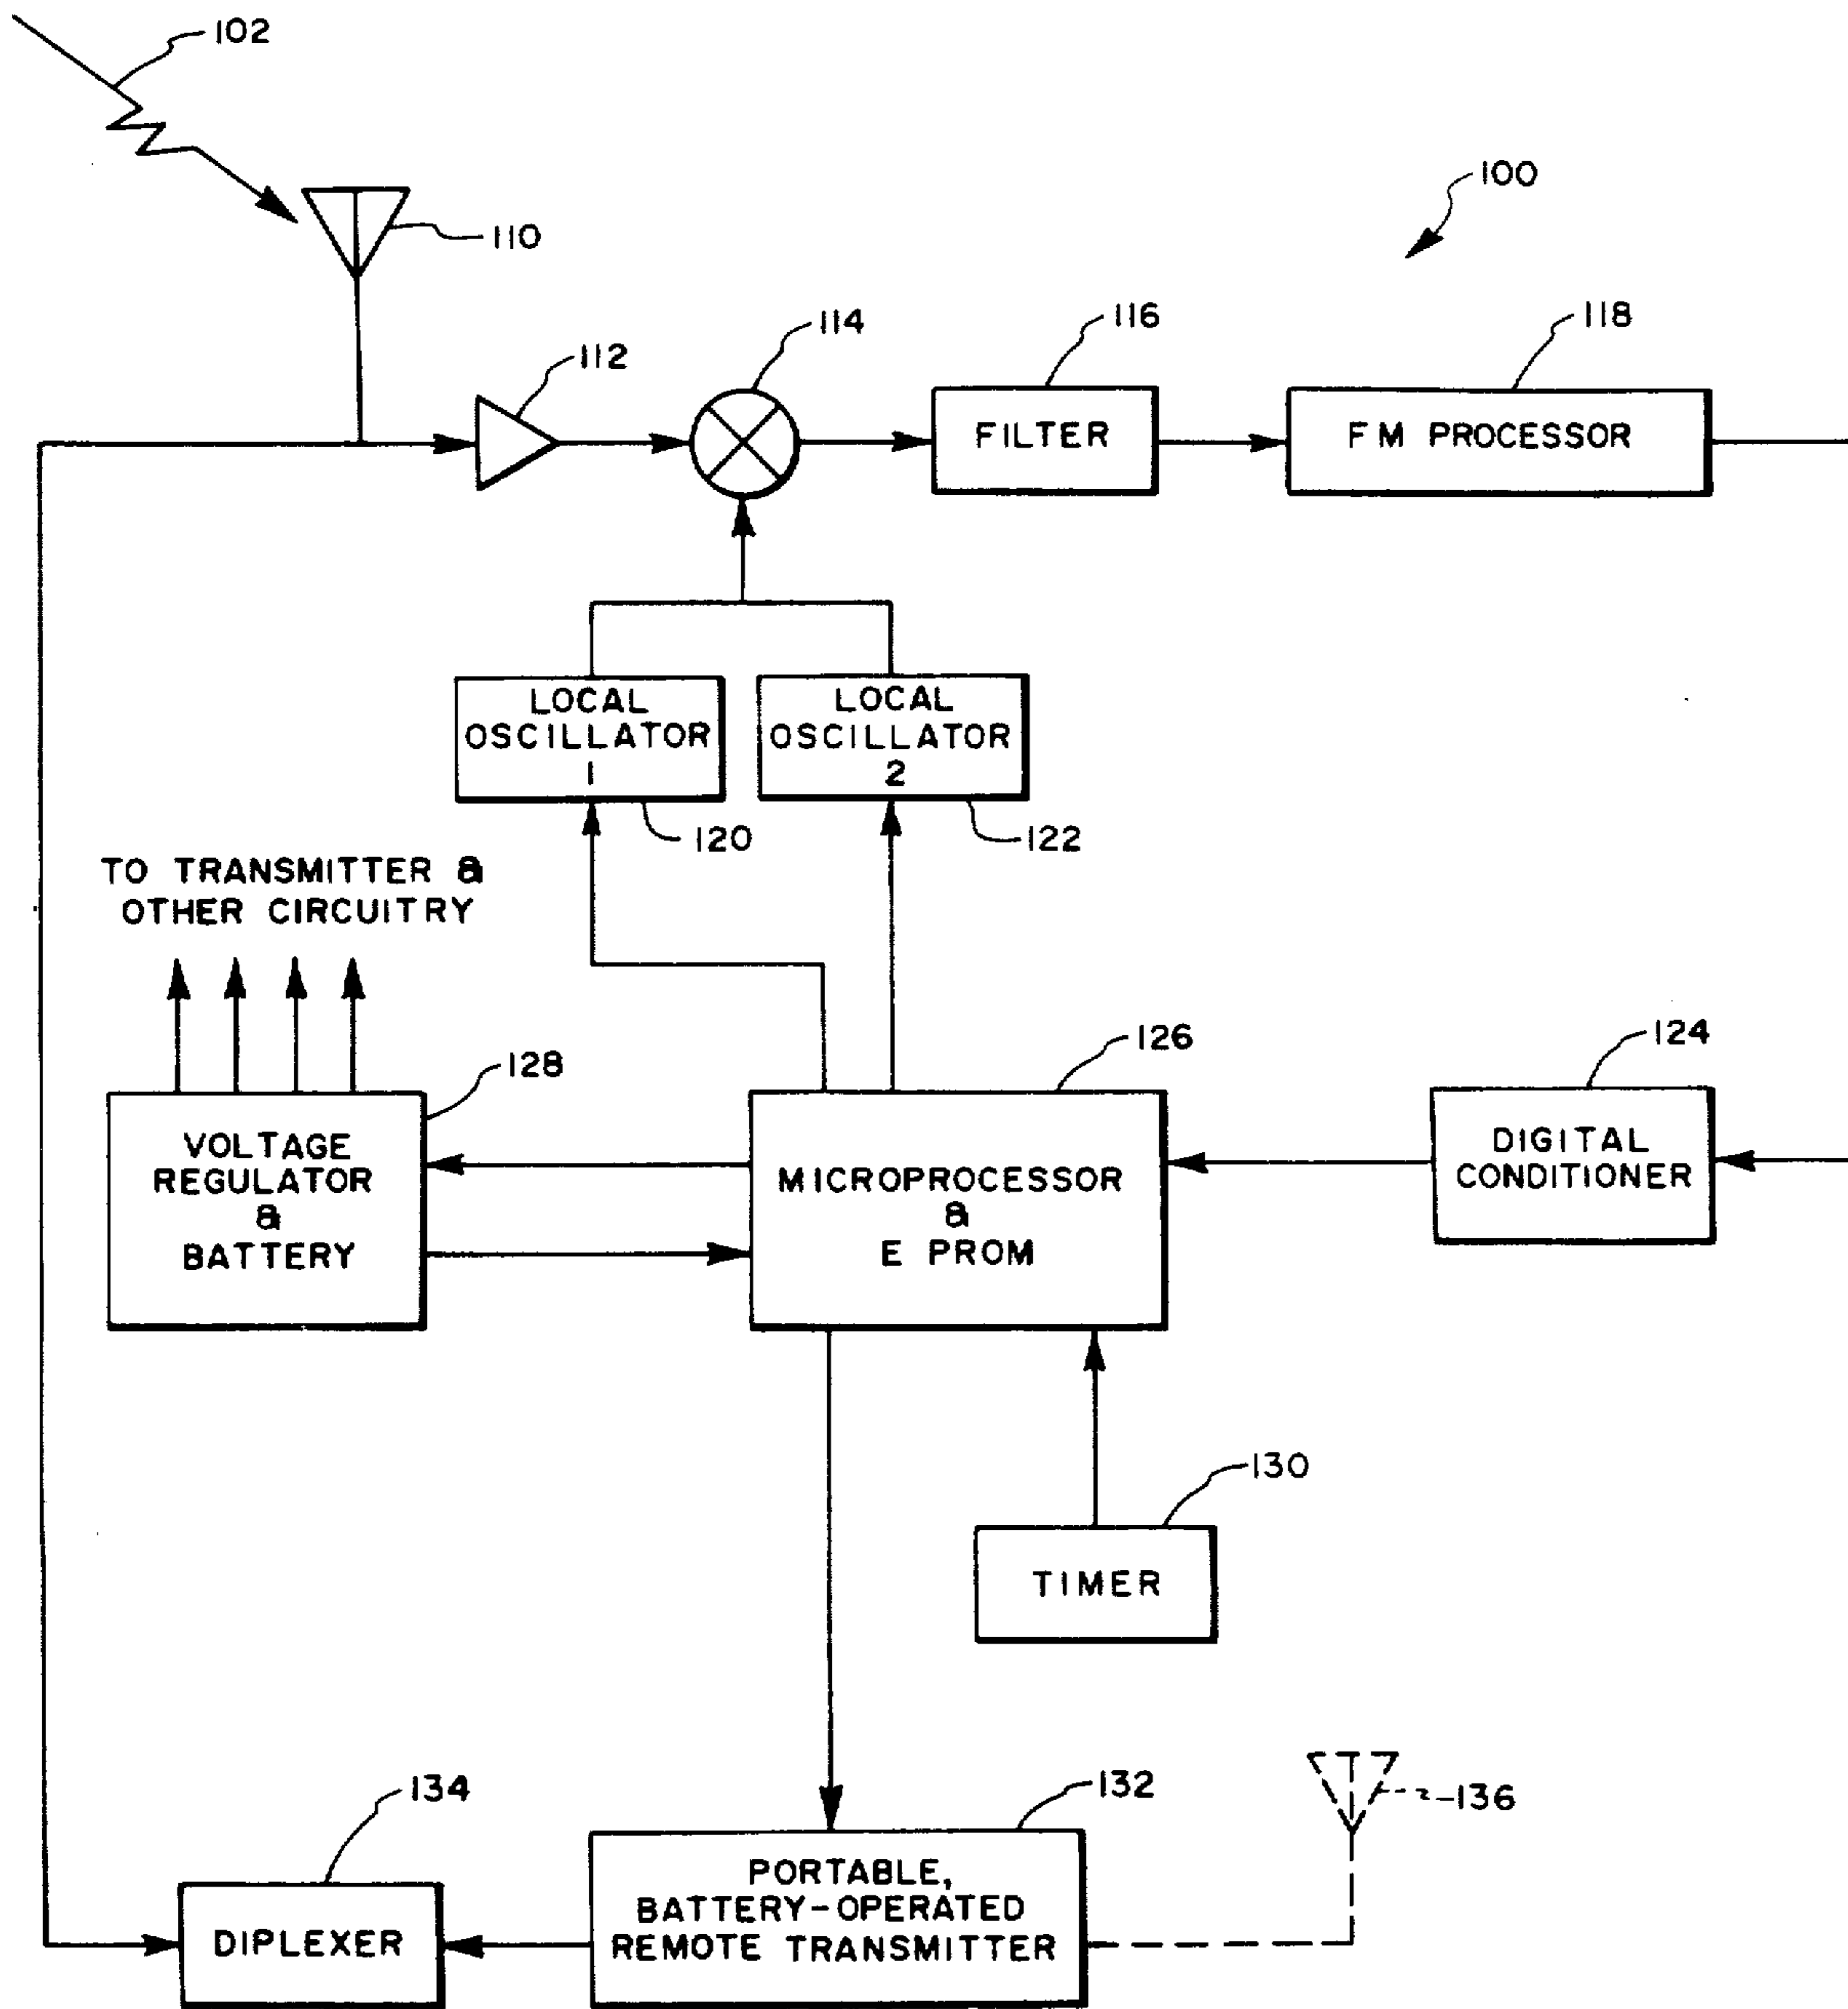 102
100
110
112
114
116
118
FILTER
FM PROCESSOR
LOCAL
OSCILLATOR
1
LOCAL
OSCILLATOR
2
120
122
TO TRANSMITTER &
OTHER CIRCUITRY
128
126
124
VOLTAGE
REGULATOR
&
BATTERY
MICROPROCESSOR
&
E PROM
DIGITAL
CONDITIONER
130
TIMER
134
132
136
DIPLEXER
PORTABLE,
BATTERY-OPERATED
REMOTE TRANSMITTER